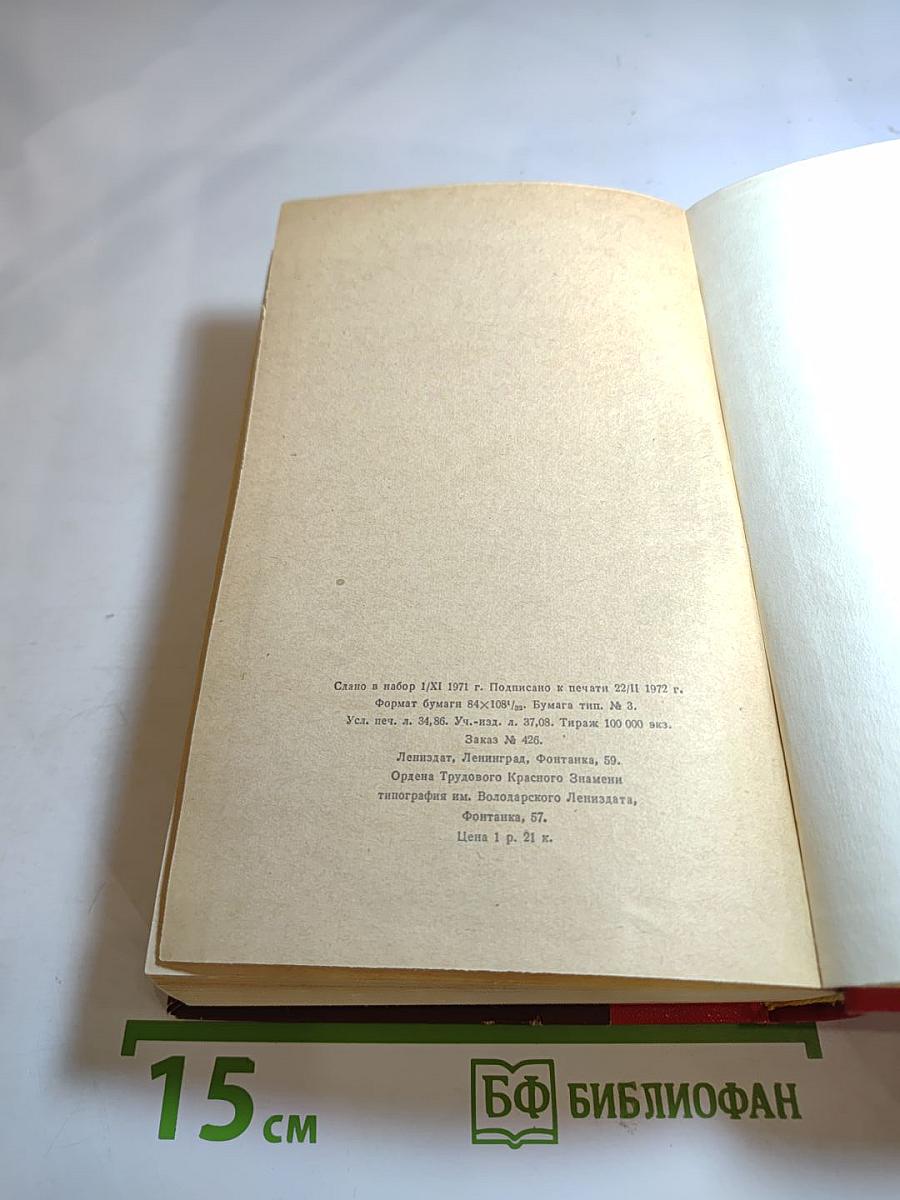 Сдано в набор 1/XI 1971 г. Подписано к печати 22/II 1972 г.
Формат бумаги 84×108¹/₃₂. Бумага тип. № 3.
Усл. печ. л. 34,86. Уч.-изд. л. 37,08. Тираж 100 000 экз.
Заказ № 426.
Лениздат, Ленинград, Фонтанка, 59.
Ордена Трудового Красного Знамени
типография им. Володарского Лениздата,
Фонтанка, 57.
Цена 1 р. 21 к.
15 см
БФ БИБЛИОФАН